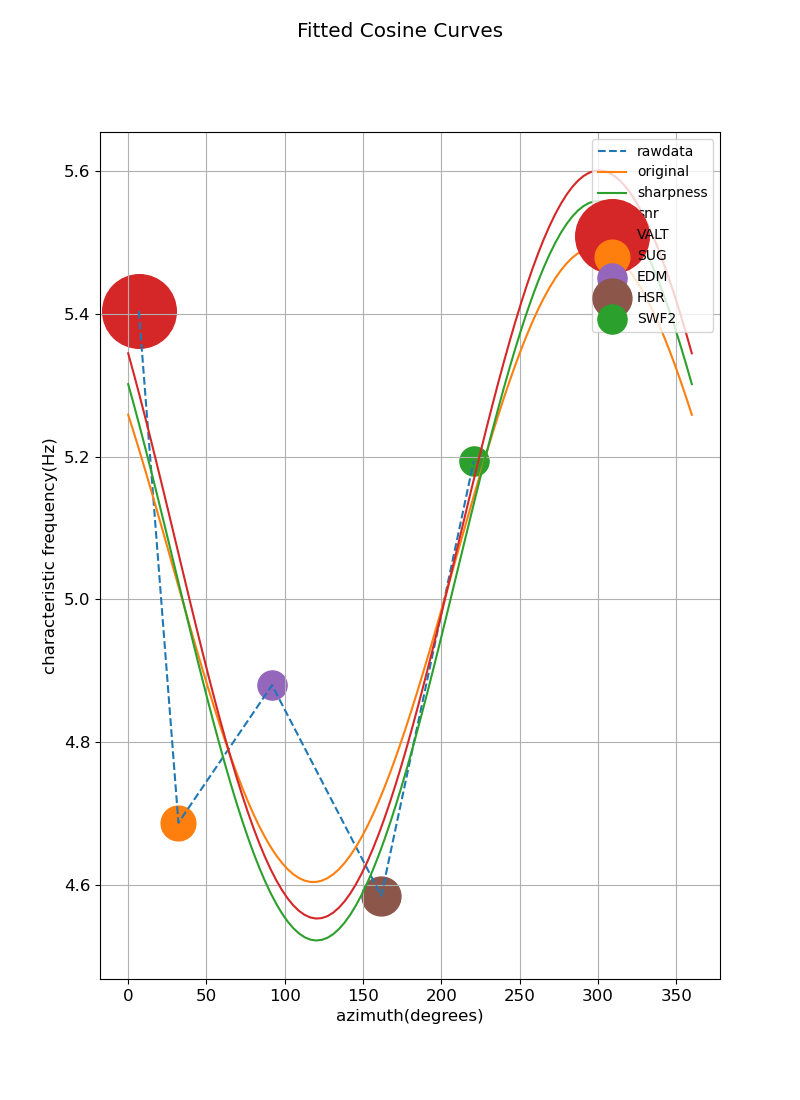 Fitted Cosine Curves
5.6
5.4
5.2
5.0
4.8
4.6
characteristic frequency(Hz)
0 50 100 150 200 250 300 350
azimuth(degrees)
rawdata
original
sharpness
snr
VALT
SUG
EDM
HSR
SWF2